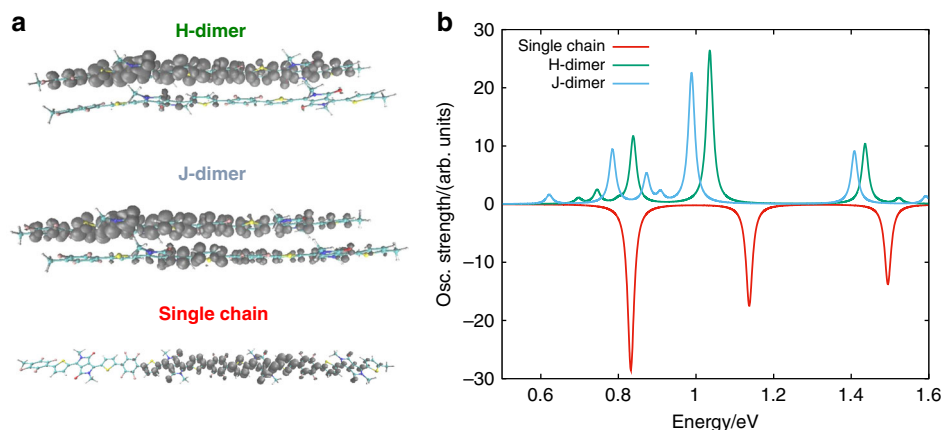 a
H-dimer
J-dimer
Single chain
b
Single chain
H-dimer
J-dimer
Osc. strength/(arb. units)
30
20
10
0
−10
−20
−30
0.6 0.8 1 1.2 1.4 1.6
Energy/eV